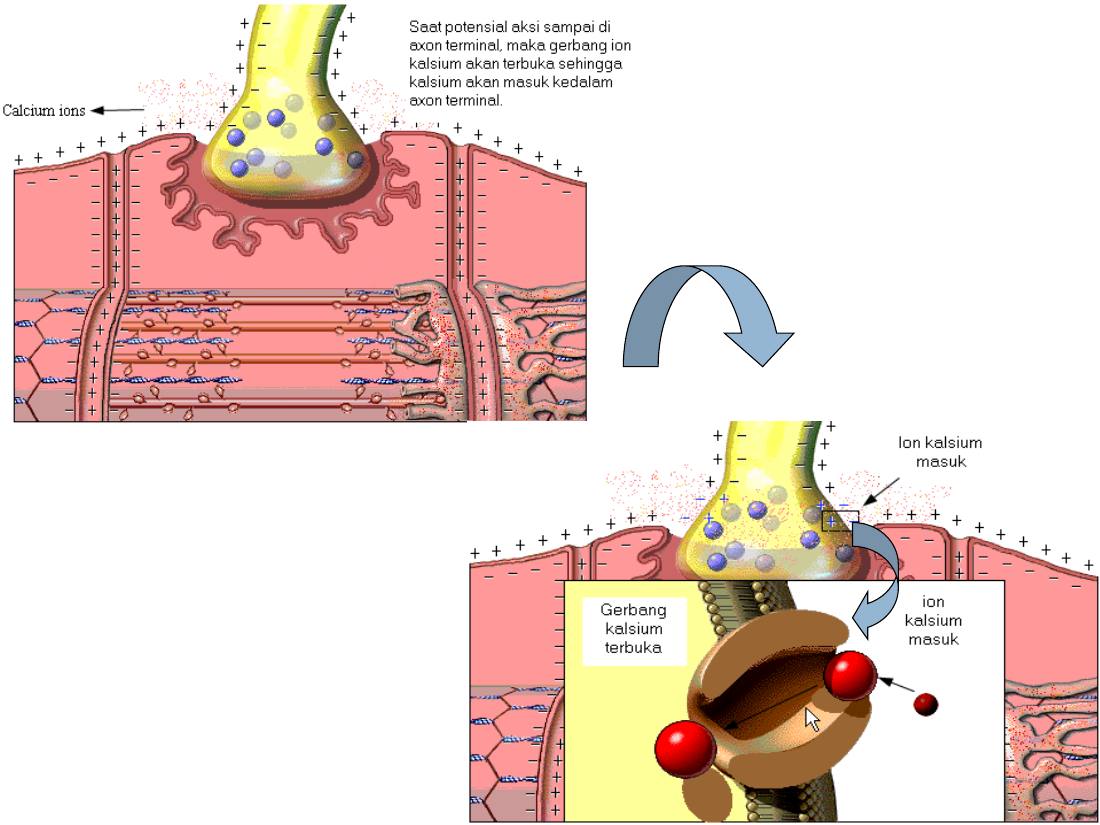 Saat potensial aksi sampai di
axon terminal, maka gerbang ion
kalsium akan terbuka sehingga
kalsium akan masuk kedalam
axon terminal.
Calcium ions
Ion kalsium
masuk
Gerbang
kalsium
terbuka
ion
kalsium
masuk